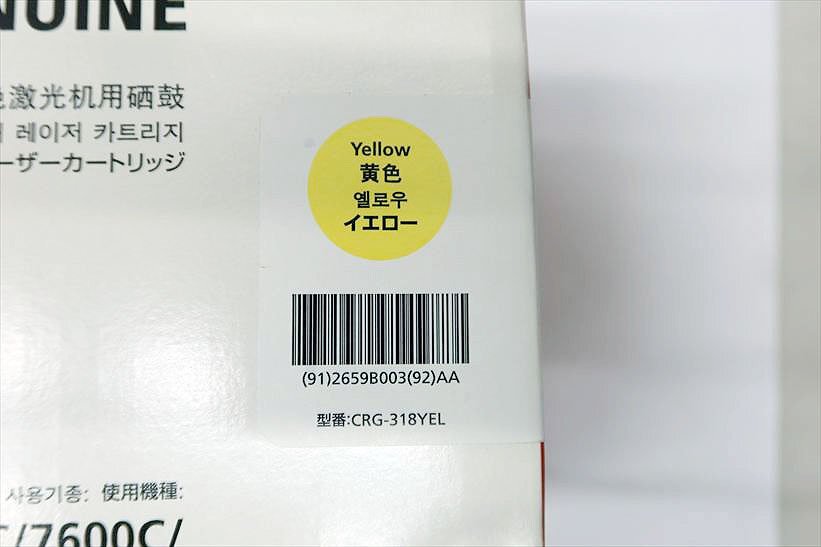 NUINE
激光机用硒鼓
레이저 카트리지
ーザーカートリッジ
Yellow
黄色
옐로우
イエロー
(91)2659B003(92)AA
型番:CRG-318YEL
사용기종: 使用機種:
C/7600C/